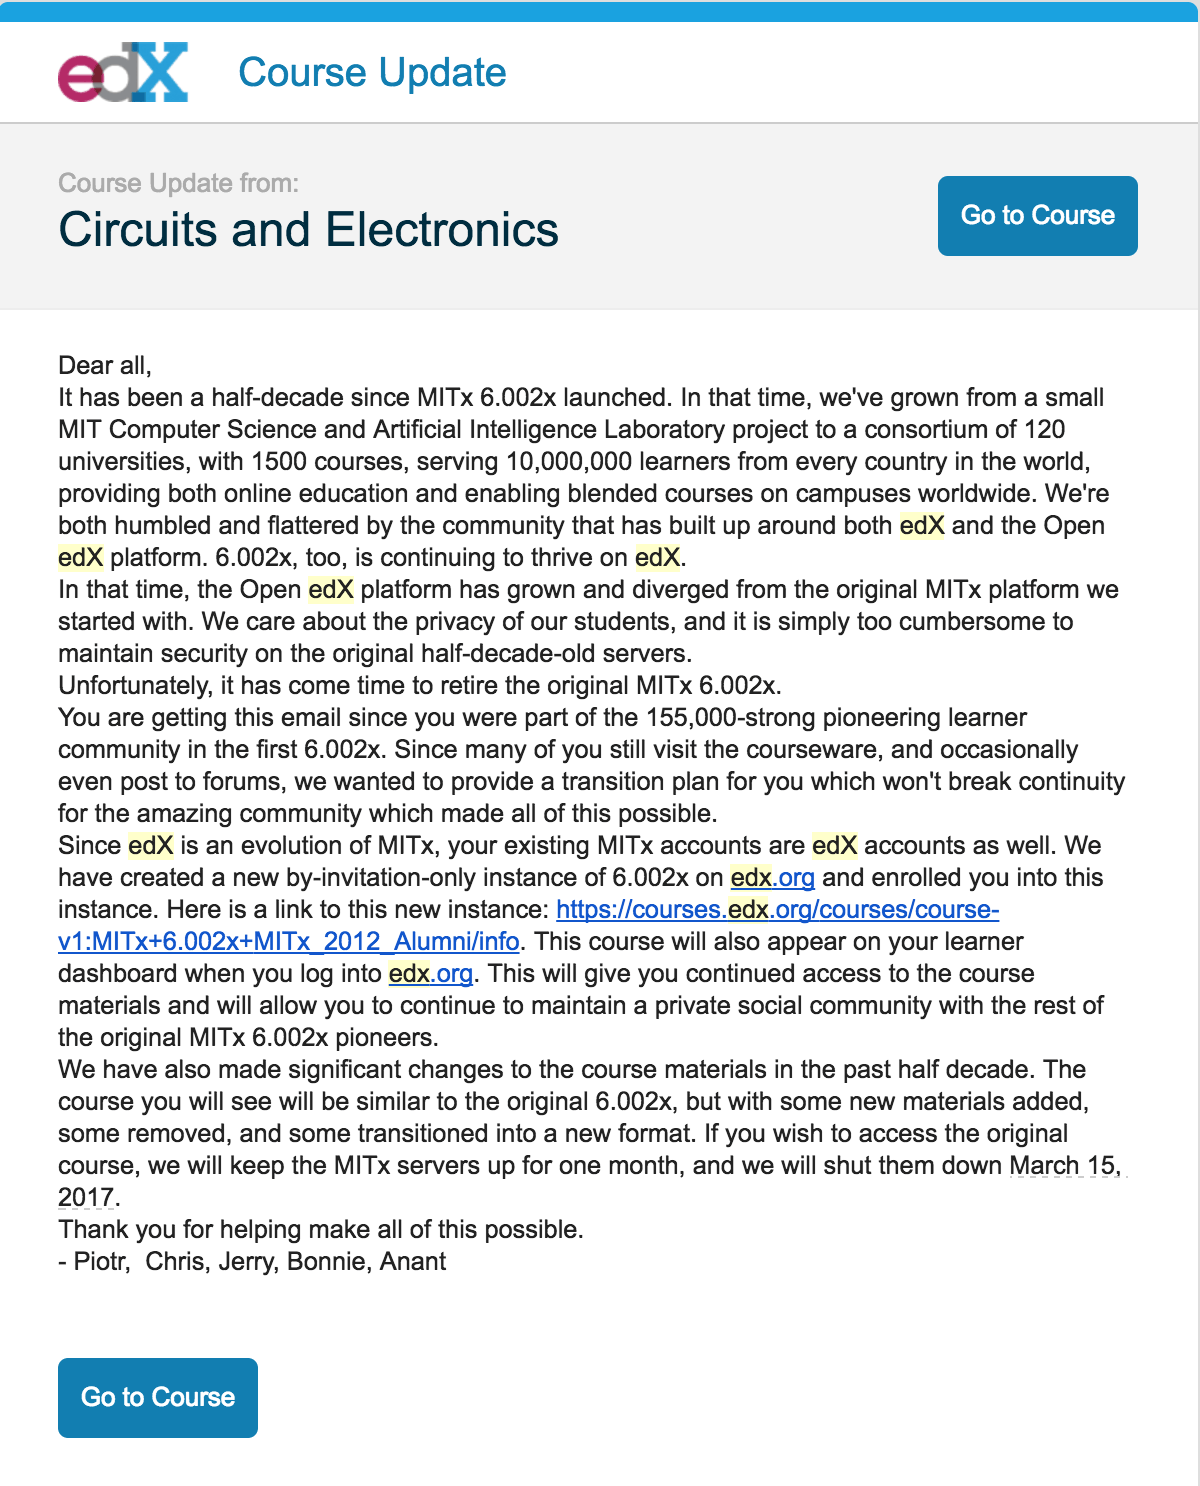 edX Course Update
Course Update from:
Circuits and Electronics
Go to Course
Dear all,
It has been a half-decade since MITx 6.002x launched. In that time, we've grown from a small
MIT Computer Science and Artificial Intelligence Laboratory project to a consortium of 120
universities, with 1500 courses, serving 10,000,000 learners from every country in the world,
providing both online education and enabling blended courses on campuses worldwide. We're
both humbled and flattered by the community that has built up around both edX and the Open
edX platform. 6.002x, too, is continuing to thrive on edX.
In that time, the Open edX platform has grown and diverged from the original MITx platform we
started with. We care about the privacy of our students, and it is simply too cumbersome to
maintain security on the original half-decade-old servers.
Unfortunately, it has come time to retire the original MITx 6.002x.
You are getting this email since you were part of the 155,000-strong pioneering learner
community in the first 6.002x. Since many of you still visit the courseware, and occasionally
even post to forums, we wanted to provide a transition plan for you which won't break continuity
for the amazing community which made all of this possible.
Since edX is an evolution of MITx, your existing MITx accounts are edX accounts as well. We
have created a new by-invitation-only instance of 6.002x on edx.org and enrolled you into this
instance. Here is a link to this new instance: https://courses.edx.org/courses/course-
v1:MITx+6.002x+MITx_2012_Alumni/info. This course will also appear on your learner
dashboard when you log into edx.org. This will give you continued access to the course
materials and will allow you to continue to maintain a private social community with the rest of
the original MITx 6.002x pioneers.
We have also made significant changes to the course materials in the past half decade. The
course you will see will be similar to the original 6.002x, but with some new materials added,
some removed, and some transitioned into a new format. If you wish to access the original
course, we will keep the MITx servers up for one month, and we will shut them down March 15,
2017.
Thank you for helping make all of this possible.
- Piotr,  Chris, Jerry, Bonnie, Anant
Go to Course